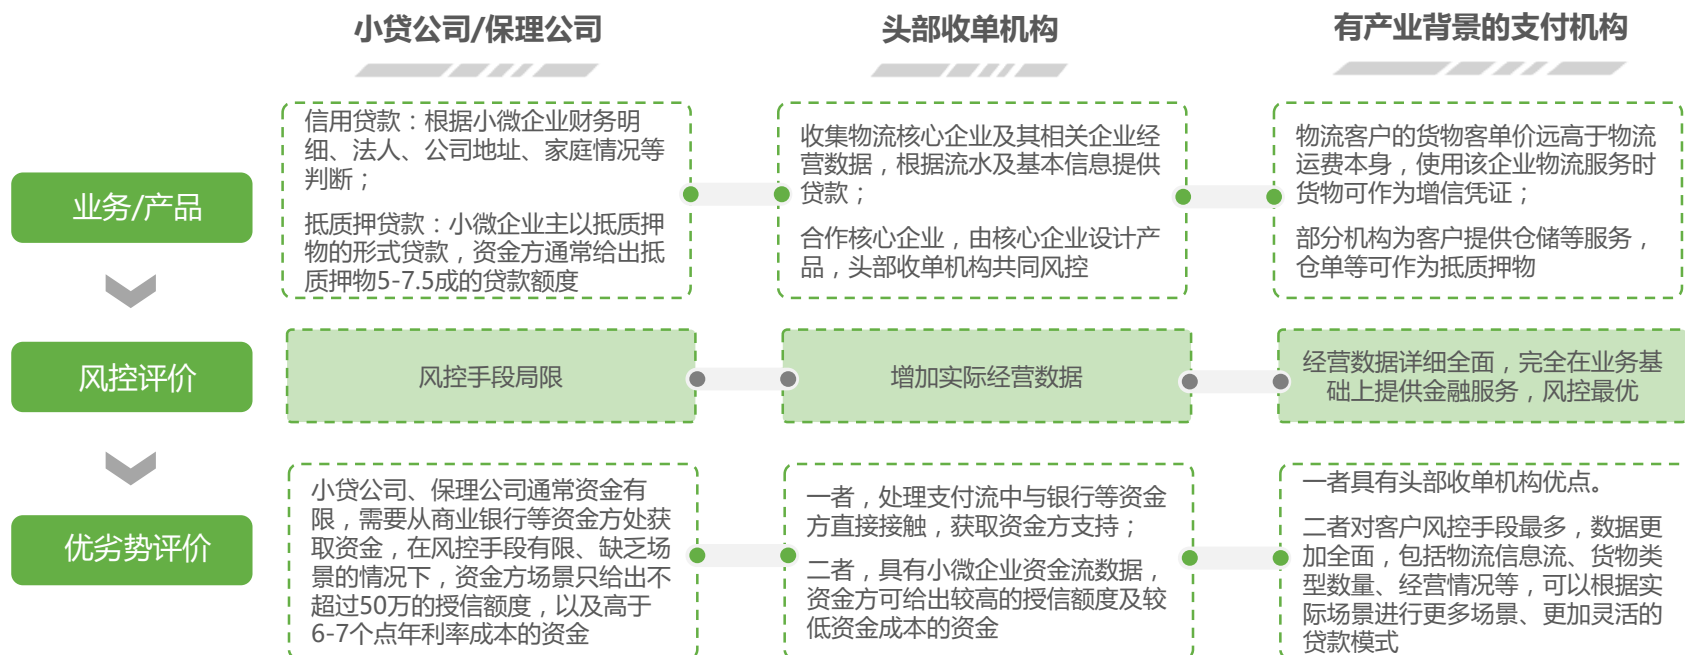 小贷公司/保理公司
头部收单机构
有产业背景的支付机构
业务/产品
信用贷款：根据小微企业财务明
细、法人、公司地址、家庭情况等
判断；
抵质押贷款：小微企业主以抵质押
物的形式贷款，资金方通常给出抵
质押物5-7.5成的贷款额度
收集物流核心企业及其相关企业经
营数据，根据流水及基本信息提供
贷款；
合作核心企业，由核心企业设计产
品，头部收单机构共同风控
物流客户的货物客单价远高于物流
运费本身，使用该企业物流服务时
货物可作为增信凭证；
部分机构为客户提供仓储等服务，
仓单等可作为抵质押物
风控评价
风控手段局限
增加实际经营数据
经营数据详细全面，完全在业务基
础上提供金融服务，风控最优
优劣势评价
小贷公司、保理公司通常资金有
限，需要从商业银行等资金方处获
取资金，在风控手段有限、缺乏场
景的情况下，资金方场景只给出不
超过50万的授信额度，以及高于
6-7个点年利率成本的资金
一者，处理支付流中与银行等资金
方直接接触，获取资金方支持；
二者，具有小微企业资金流数据，
资金方可给出较高的授信额度及较
低资金成本的资金
一者具有头部收单机构优点。
二者对客户风控手段最多，数据更
加全面，包括物流信息流、货物类
型数量、经营情况等，可以根据实
际场景进行更多场景、更加灵活的
贷款模式